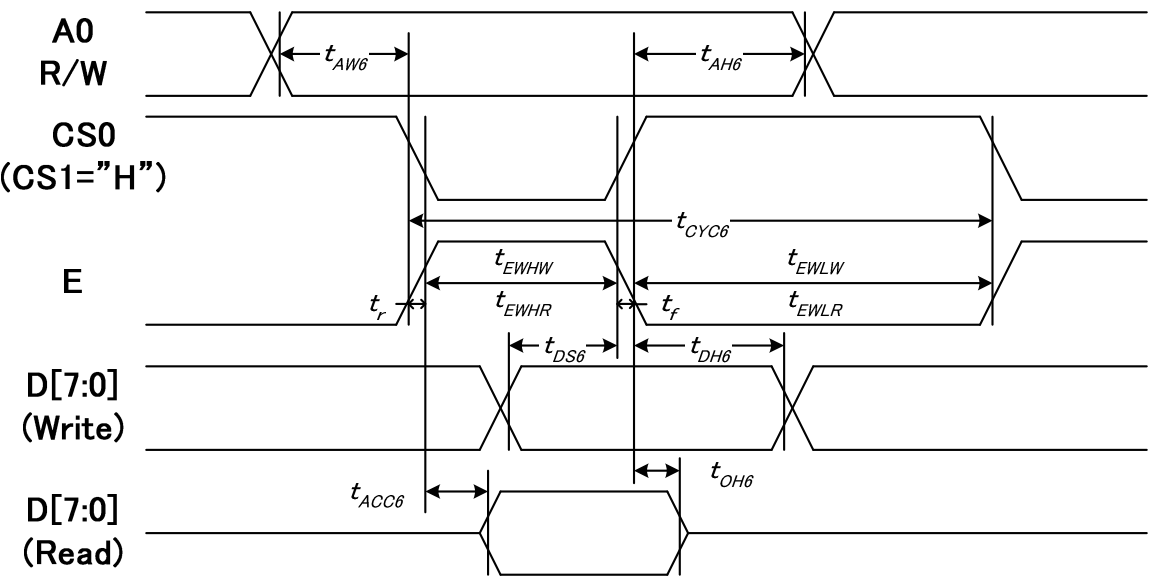 A0
R/W
tAW6
tAH6
CS0
(CS1=”H”)
tCYC6
E
tEWHW
tEWLW
tr
tEWHR
tf
tEWLR
tDS6
tDH6
D[7:0]
(Write)
tACC6
tOH6
D[7:0]
(Read)